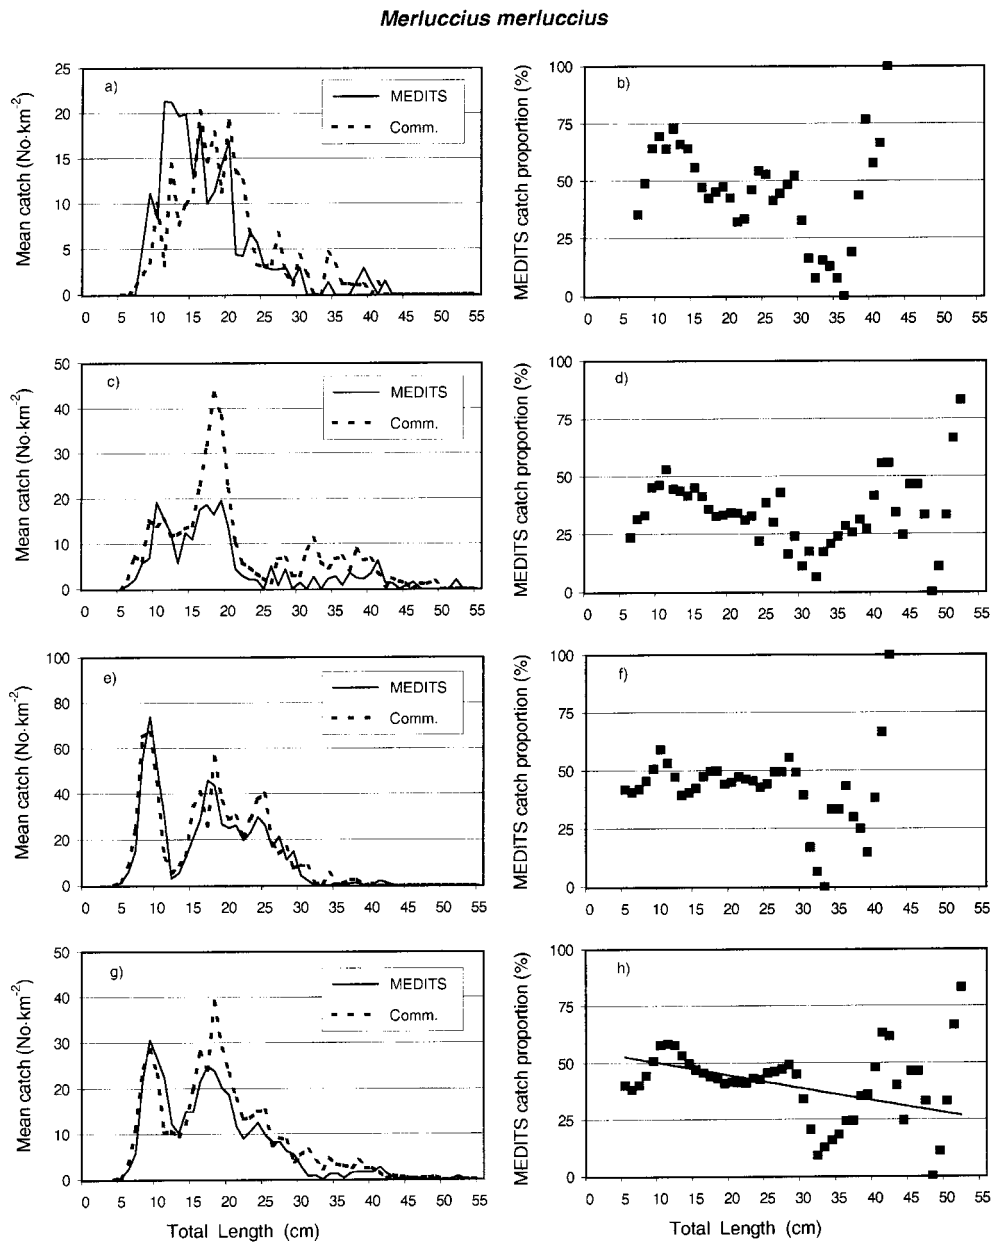 Merluccius merluccius
a)
MEDITS
Comm.
Mean catch (No·km⁻²)
25
20
15
10
5
0
0 5 10 15 20 25 30 35 40 45 50 55
b)
MEDITS catch proportion (%)
100
75
50
25
0
0 5 10 15 20 25 30 35 40 45 50 55
c)
MEDITS
Comm.
Mean catch (No·km⁻²)
50
40
30
20
10
0
0 5 10 15 20 25 30 35 40 45 50 55
d)
MEDITS catch proportion (%)
100
75
50
25
0
0 5 10 15 20 25 30 35 40 45 50 55
e)
MEDITS
Comm.
Mean catch (No·km⁻²)
100
80
60
40
20
0
0 5 10 15 20 25 30 35 40 45 50 55
f)
MEDITS catch proportion (%)
100
75
50
25
0
0 5 10 15 20 25 30 35 40 45 50 55
g)
MEDITS
Comm.
Mean catch (No·km⁻²)
50
40
30
20
10
0
0 5 10 15 20 25 30 35 40 45 50 55
Total Length (cm)
h)
MEDITS catch proportion (%)
100
75
50
25
0
0 5 10 15 20 25 30 35 40 45 50 55
Total Length (cm)